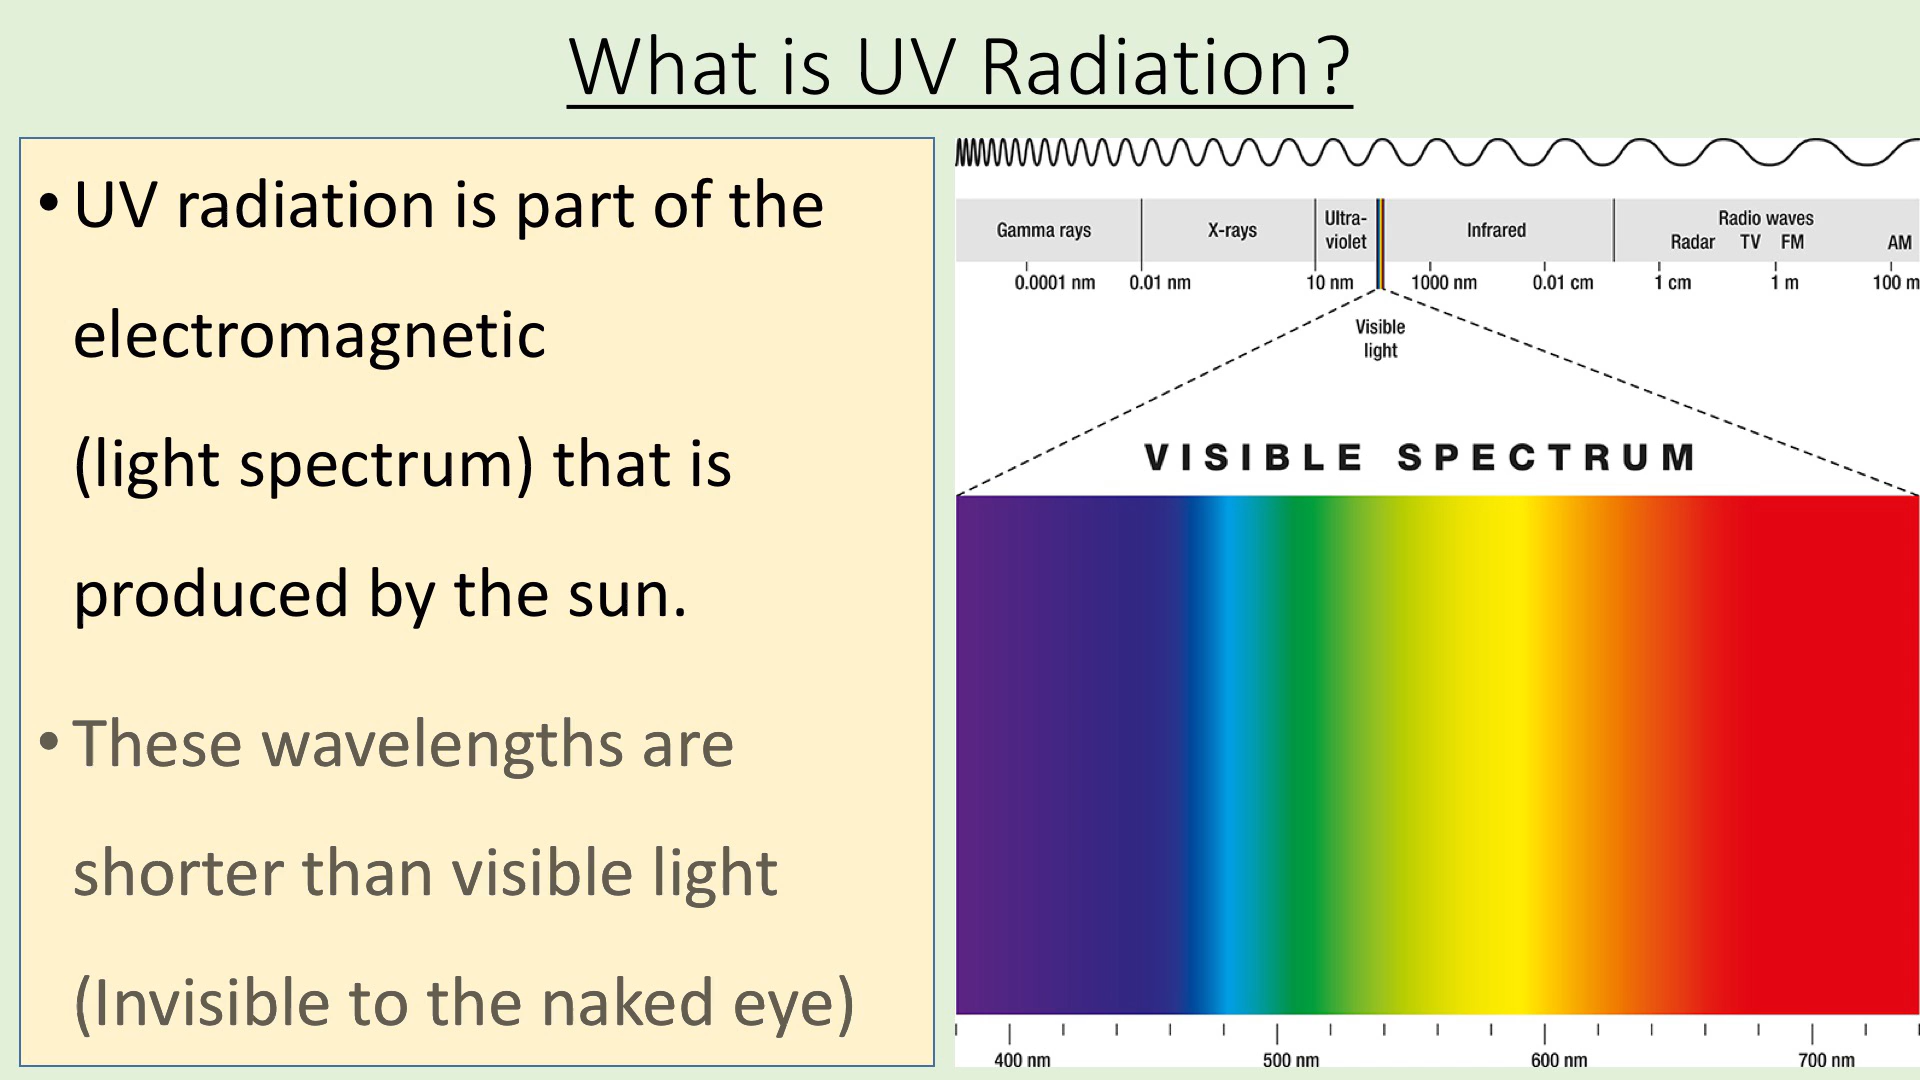 What is UV Radiation?
• UV radiation is part of the
electromagnetic
(light spectrum) that is
produced by the sun.
• These wavelengths are
shorter than visible light
(Invisible to the naked eye)
Gamma rays X-rays Ultra-violet Infrared Radio waves
Radar TV FM AM
0.0001 nm 0.01 nm 10 nm 1000 nm 0.01 cm 1 cm 1 m 100 m
Visible
light
VISIBLE SPECTRUM
400 nm 500 nm 600 nm 700 nm